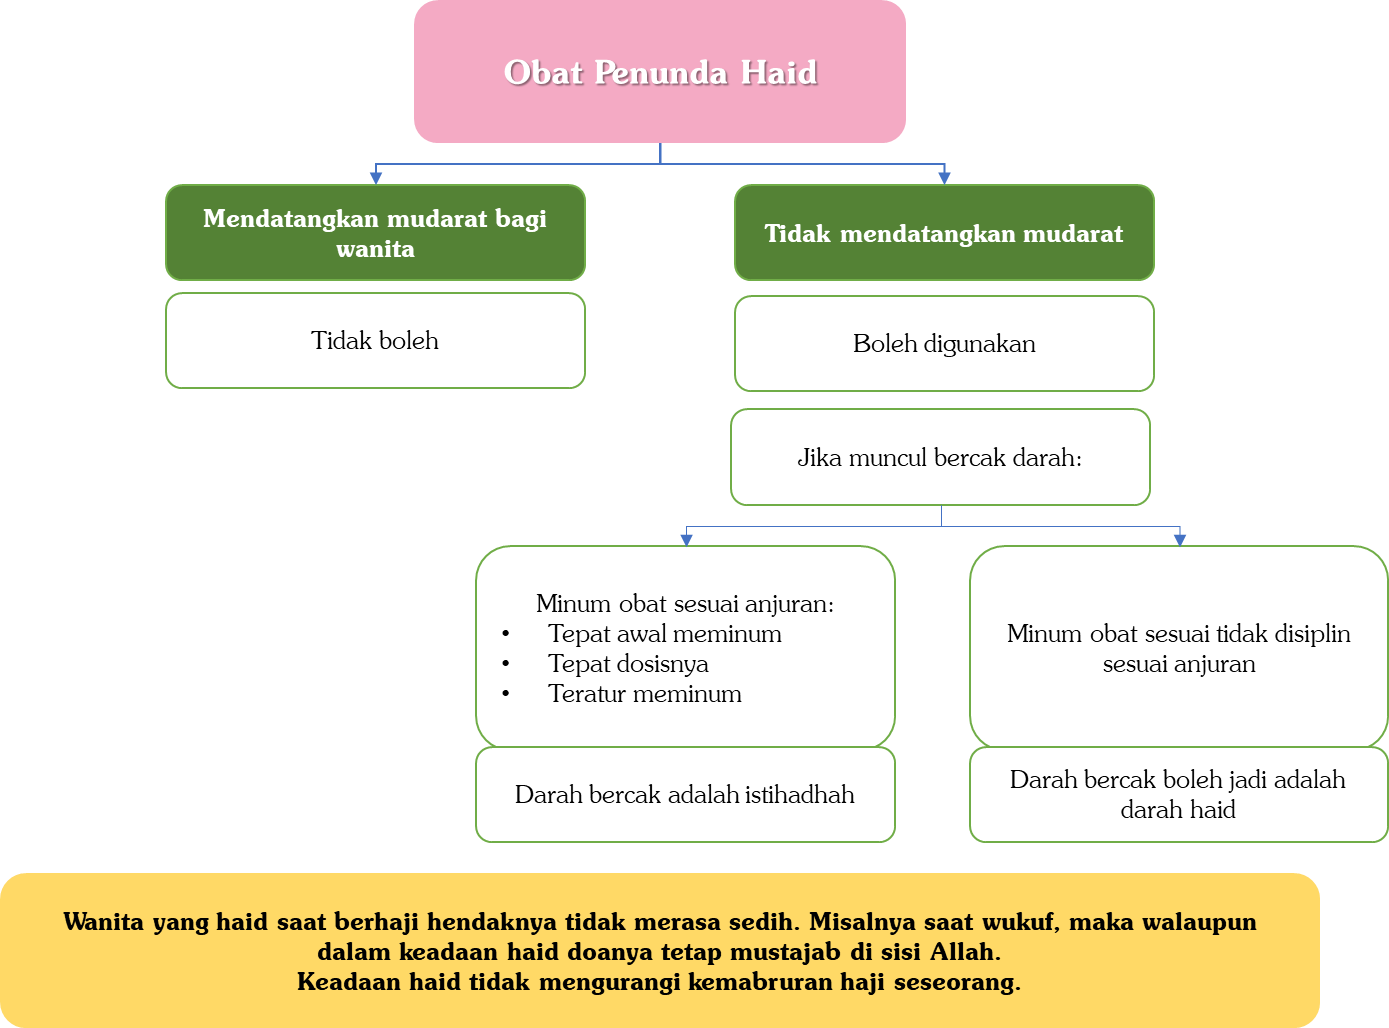 Obat Penunda Haid
Mendatangkan mudarat bagi
wanita
Tidak mendatangkan mudarat
Tidak boleh
Boleh digunakan
Jika muncul bercak darah:
Minum obat sesuai anjuran:
• Tepat awal meminum
• Tepat dosisnya
• Teratur meminum
Minum obat sesuai tidak disiplin
sesuai anjuran
Darah bercak adalah istihadhah
Darah bercak boleh jadi adalah
darah haid
Wanita yang haid saat berhaji hendaknya tidak merasa sedih. Misalnya saat wukuf, maka walaupun
dalam keadaan haid doanya tetap mustajab di sisi Allah.
Keadaan haid tidak mengurangi kemabruran haji seseorang.